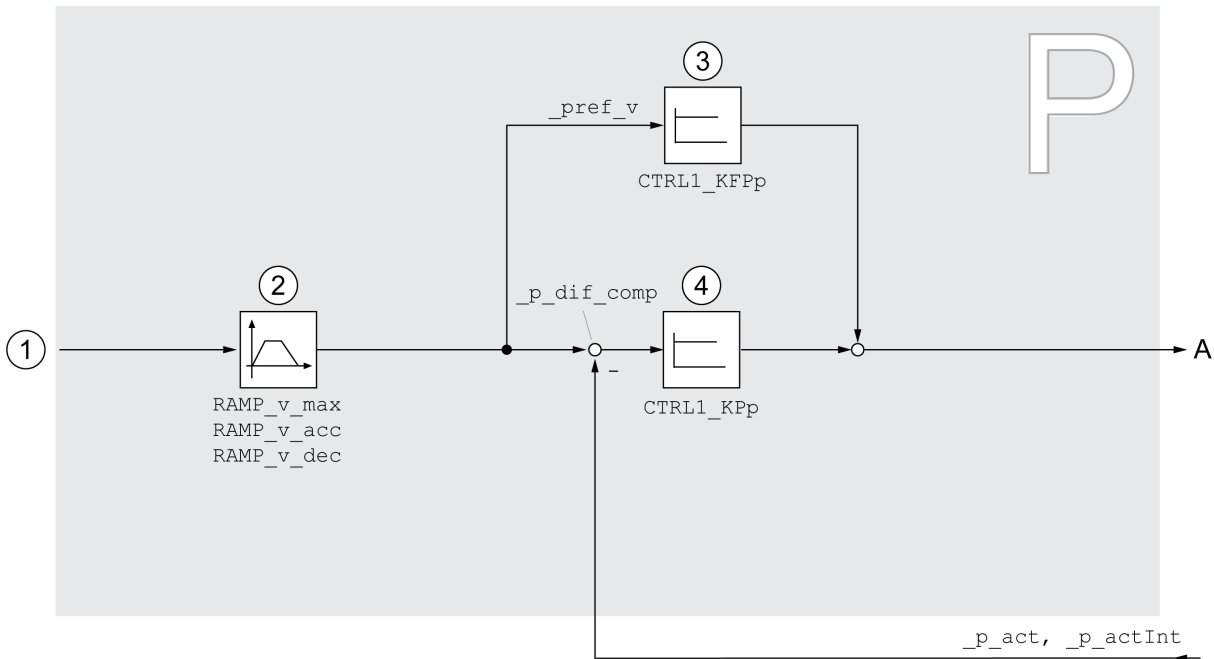 P
3
_pref_v
CTRL1_KFPp
2
_p_dif_comp
4
1
A
-
RAMP_v_max
RAMP_v_acc
RAMP_v_dec
CTRL1_KPp
_p_act, _p_actInt